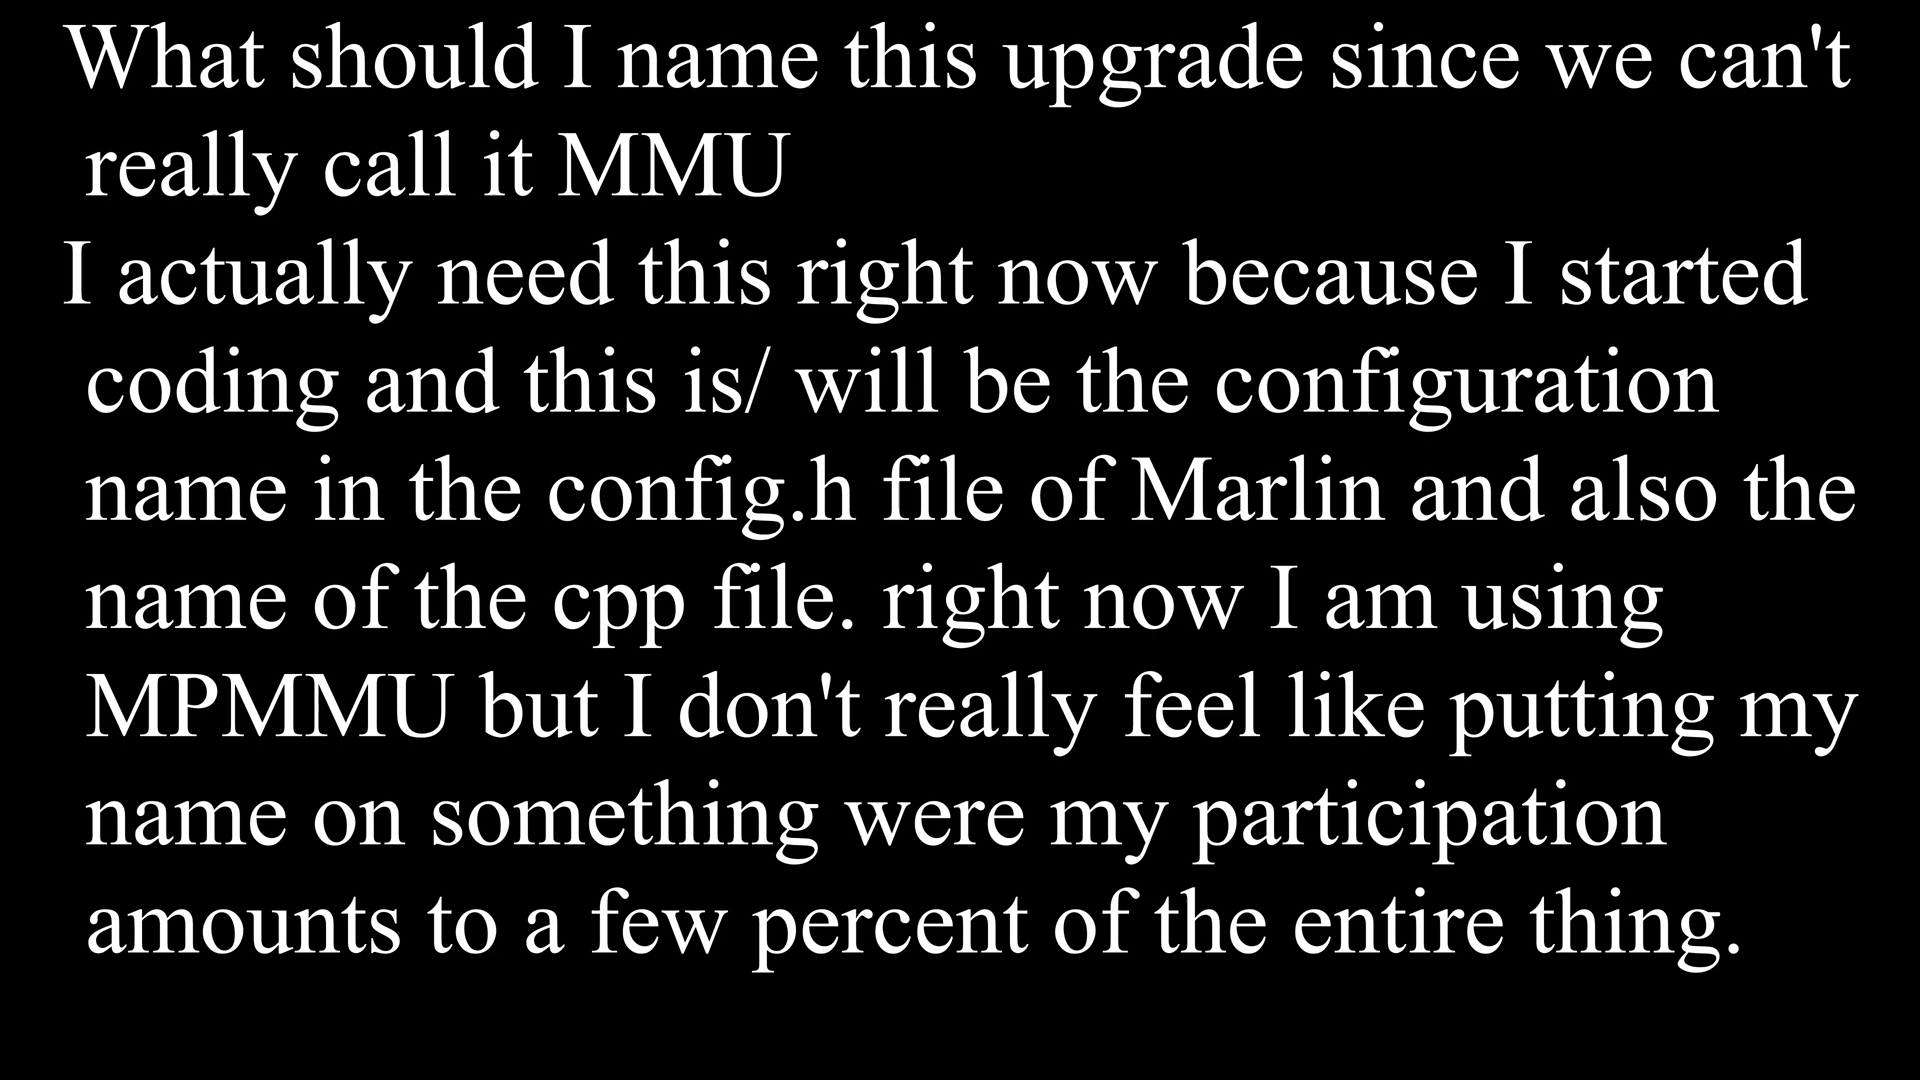 What should I name this upgrade since we can't
really call it MMU
I actually need this right now because I started
coding and this is/ will be the configuration
name in the config.h file of Marlin and also the
name of the cpp file. right now I am using
MPMMU but I don't really feel like putting my
name on something were my participation
amounts to a few percent of the entire thing.